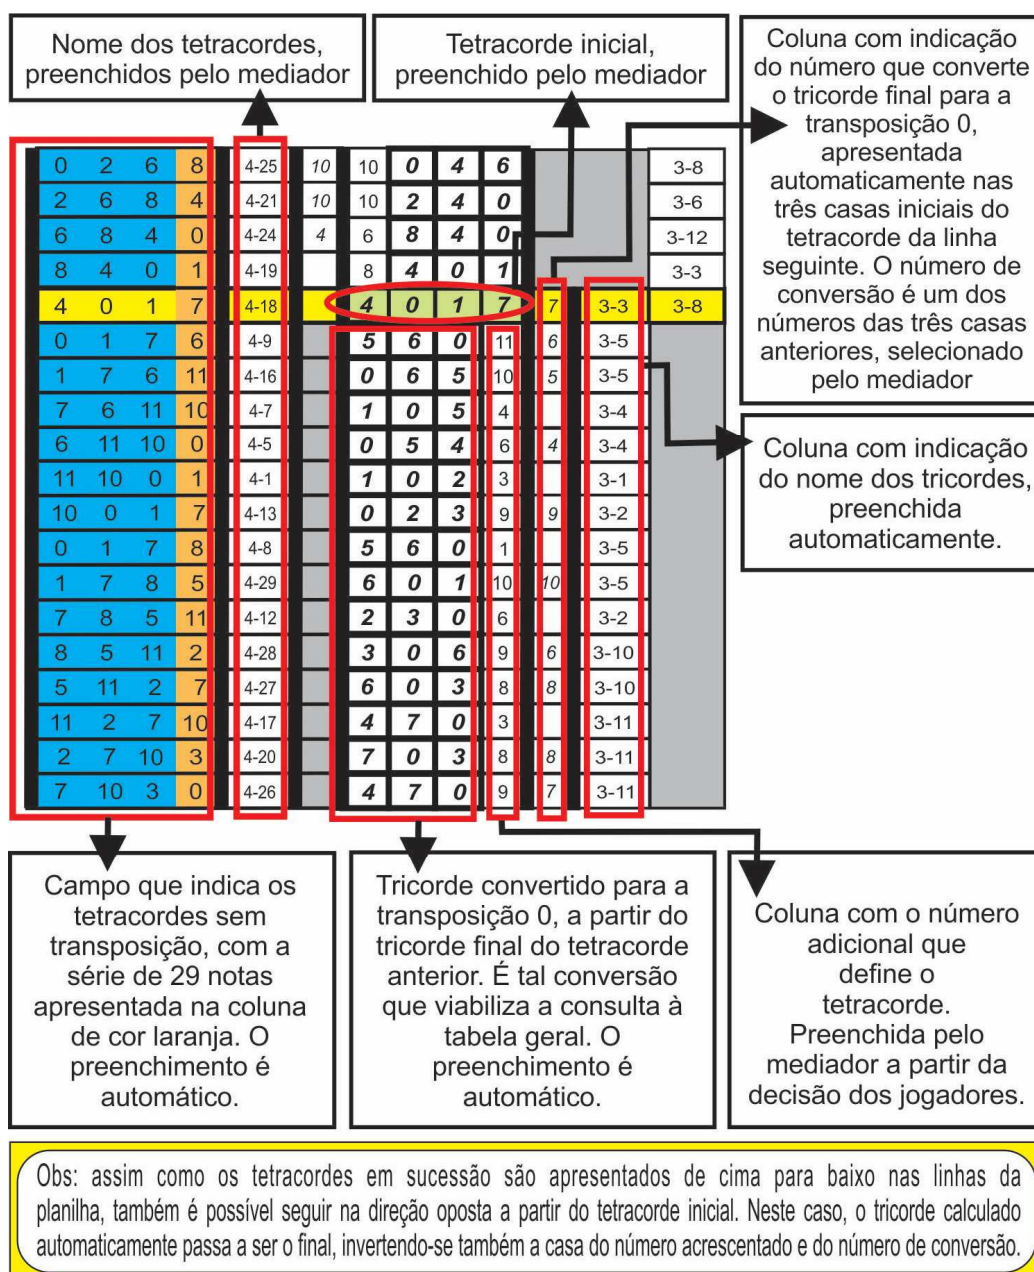 Nome dos tetracordes,
preenchidos pelo mediador
Tetracorde inicial,
preenchido pelo mediador
Coluna com indicação
do número que converte
o tricorde final para a
transposição 0,
apresentada
automaticamente nas
três casas iniciais do
tetracorde da linha
seguinte. O número de
conversão é um dos
números das três casas
anteriores, selecionado
pelo mediador
0 2 6 8 4-25 10 10 0 4 6 3-8
2 6 8 4 4-21 10 10 2 4 0 3-6
6 8 4 0 4-24 4 6 8 4 0 3-12
8 4 0 1 4-19 8 4 0 1 3-3
4 0 1 7 4-18 4 0 1 7 7 3-3 3-8
0 1 7 6 4-9 5 6 0 11 6 3-5
1 7 6 11 4-16 0 6 5 10 5 3-5
7 6 11 10 4-7 1 0 5 4 3-4
6 11 10 0 4-5 0 5 4 6 4 3-4
11 10 0 1 4-1 1 0 2 3 3-1
10 0 1 7 4-13 0 2 3 9 9 3-2
0 1 7 8 4-8 5 6 0 1 3-5
1 7 8 5 4-29 6 0 1 10 10 3-5
7 8 5 11 4-12 2 3 0 6 3-2
8 5 11 2 4-28 3 0 6 9 6 3-10
5 11 2 7 4-27 6 0 3 8 8 3-10
11 2 7 10 4-17 4 7 0 3 3-11
2 7 10 3 4-20 7 0 3 8 8 3-11
7 10 3 0 4-26 4 7 0 9 7 3-11
Coluna com indicação
do nome dos tricordes,
preenchida
automaticamente.
Campo que indica os
tetracordes sem
transposição, com a
série de 29 notas
apresentada na coluna
de cor laranja. O
preenchimento é
automático.
Tricorde convertido para a
transposição 0, a partir do
tricorde final do tetracorde
anterior. É tal conversão
que viabiliza a consulta à
tabela geral. O
preenchimento é
automático.
Coluna com o número
adicional que
define o
tetracorde.
Preenchida pelo
mediador a partir da
decisão dos jogadores.
Obs: assim como os tetracordes em sucessão são apresentados de cima para baixo nas linhas da
planilha, também é possível seguir na direção oposta a partir do tetracorde inicial. Neste caso, o tricorde calculado
automaticamente passa a ser o final, invertendo-se também a casa do número acrescentado e do número de conversão.